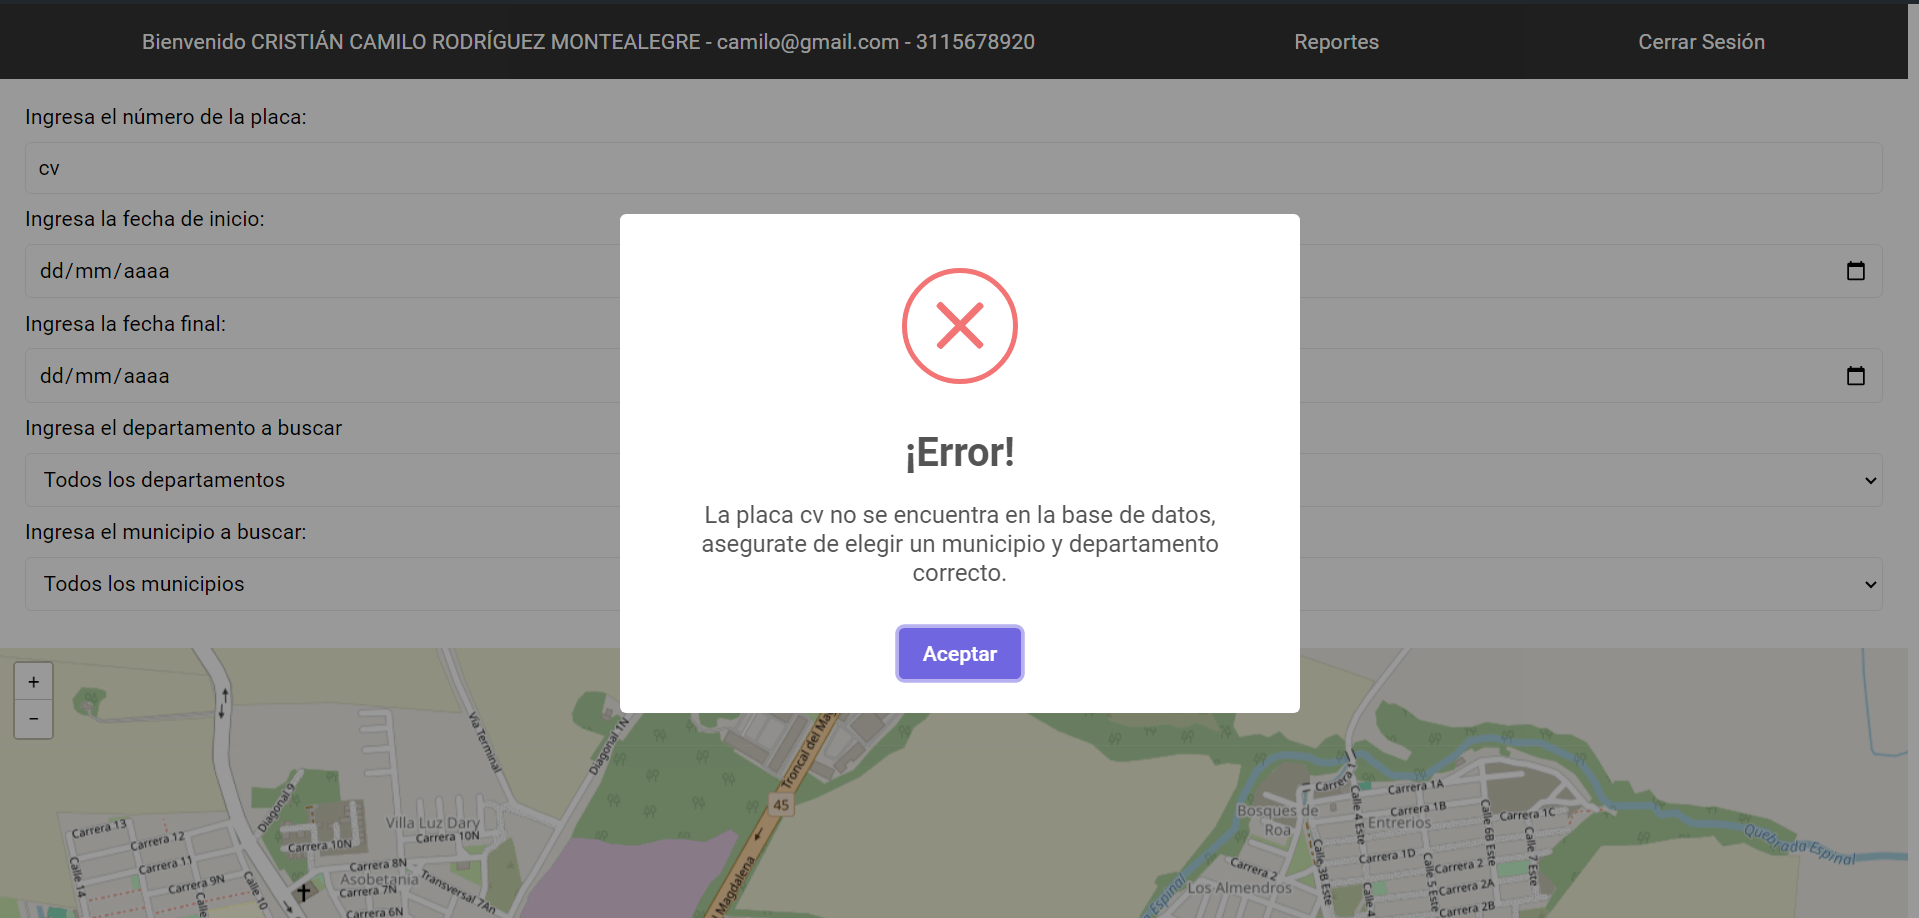 Bienvenido CRISTIÁN CAMILO RODRÍGUEZ MONTEALEGRE - camilo@gmail.com - 3115678920
Reportes
Cerrar Sesión
Ingresa el número de la placa:
cv
Ingresa la fecha de inicio:
dd/mm/aaaa
Ingresa la fecha final:
dd/mm/aaaa
Ingresa el departamento a buscar
Todos los departamentos
Ingresa el municipio a buscar:
Todos los municipios
¡Error!
La placa cv no se encuentra en la base de datos,
asegurate de elegir un municipio y departamento
correcto.
Aceptar
+
−
Vía Terminal
Diagonal 1N
Troncal del Mag
45
Magdalena
Diagonal 9
Villa Luz Dary
Carrera 10N
Carrera 10N
Carrera 13
Carrera 12
Carrera 11
Carrera 9N
Calle 14
Calle 10
Carrera 8N
Asobetania
Carrera 7N
Carrera 6N
Transversal 7An
Bosques de
Roa
Carrera 1
Carrera 1A
Carrera 1B
Entrerios
Carrera 1C
Calle 4 Este
Calle 6B Este
Calle 7 Este
Carrera 1D
Carrera 2
Carrera 2A
Carrera 2B
Calle 3B Este
Calle 5 Este
Calle 4
Carrera 2
Los Almendros
Espinal
Quebrada Espinal